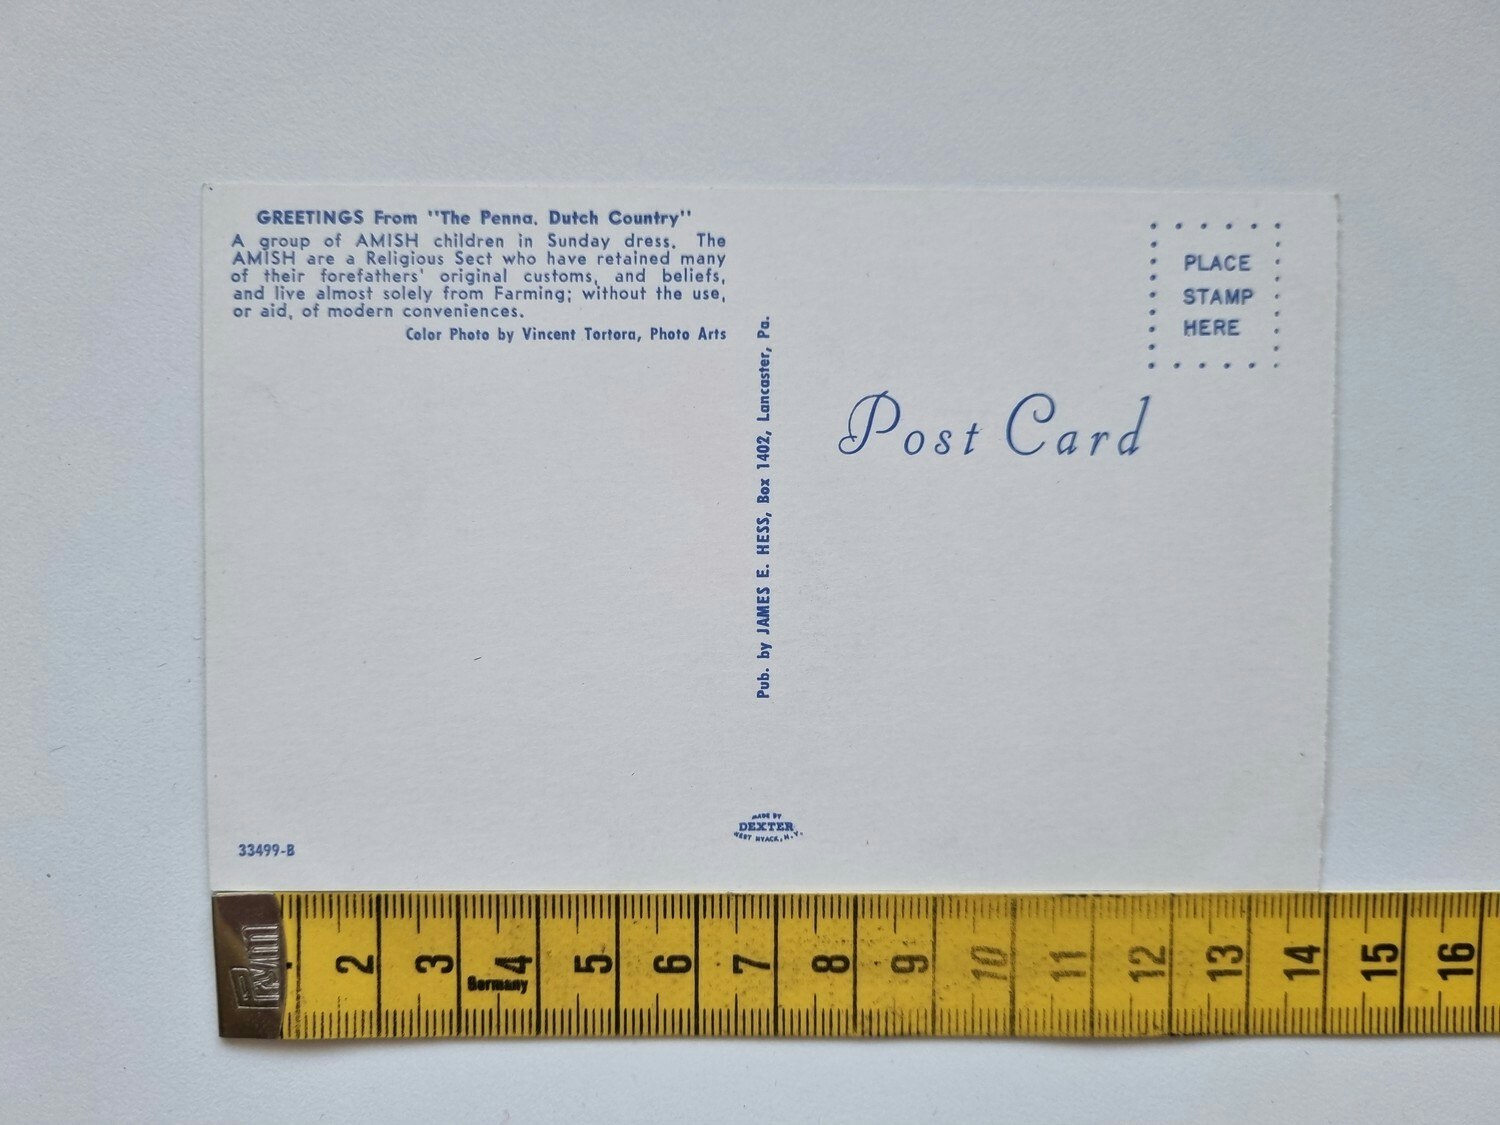 GREETINGS From "The Penna. Dutch Country"
A group of AMISH children in Sunday dress. The
AMISH are a Religious Sect who have retained many
of their forefathers' original customs, and beliefs,
and live almost solely from Farming; without the use,
or aid, of modern conveniences.
Color Photo by Vincent Tortora, Photo Arts
Pub. by JAMES E. HESS, Box 1402, Lancaster, Pa.
PLACE
STAMP
HERE
Post Card
33499-B
MADE BY
DEXTER
WEST NYACK, N.Y.
Prym
2 3 4 5 6 7 8 9 10 11 12 13 14 15 16
Germany